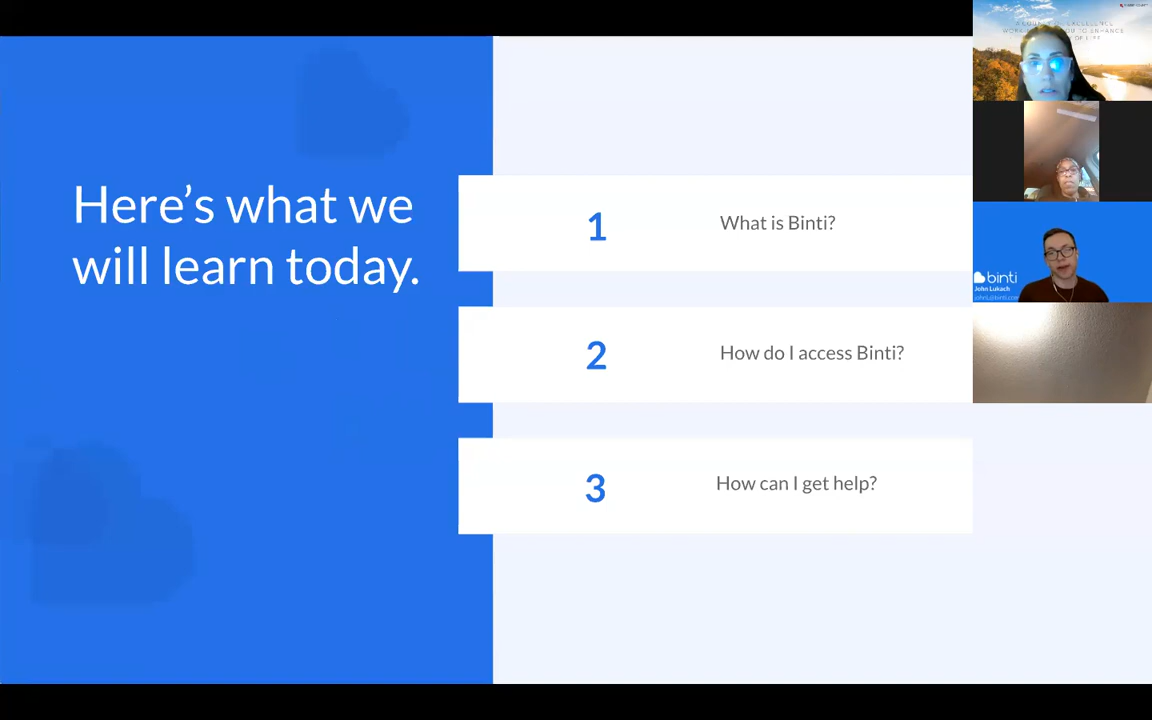 Here's what we
will learn today.
1
What is Binti?
2
How do I access Binti?
3
How can I get help?
binti
John Lukach